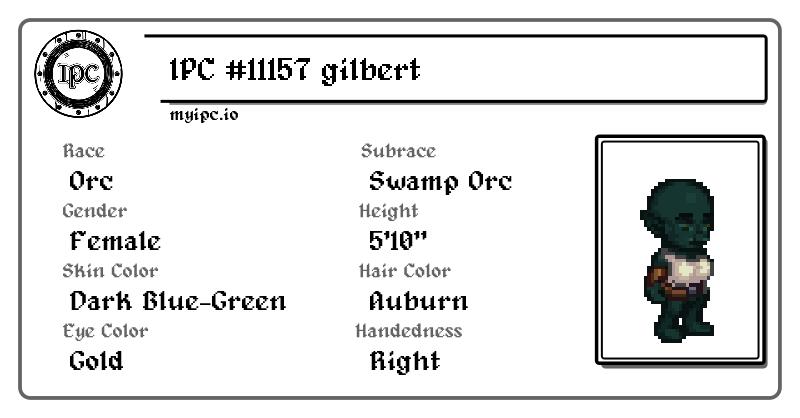 IPC
IPC #11157 gilbert
myipc.io
Race
Orc
Subrace
Swamp Orc
Gender
Female
Height
5'10"
Skin Color
Dark Blue-Green
Hair Color
Auburn
Eye Color
Gold
Handedness
Right